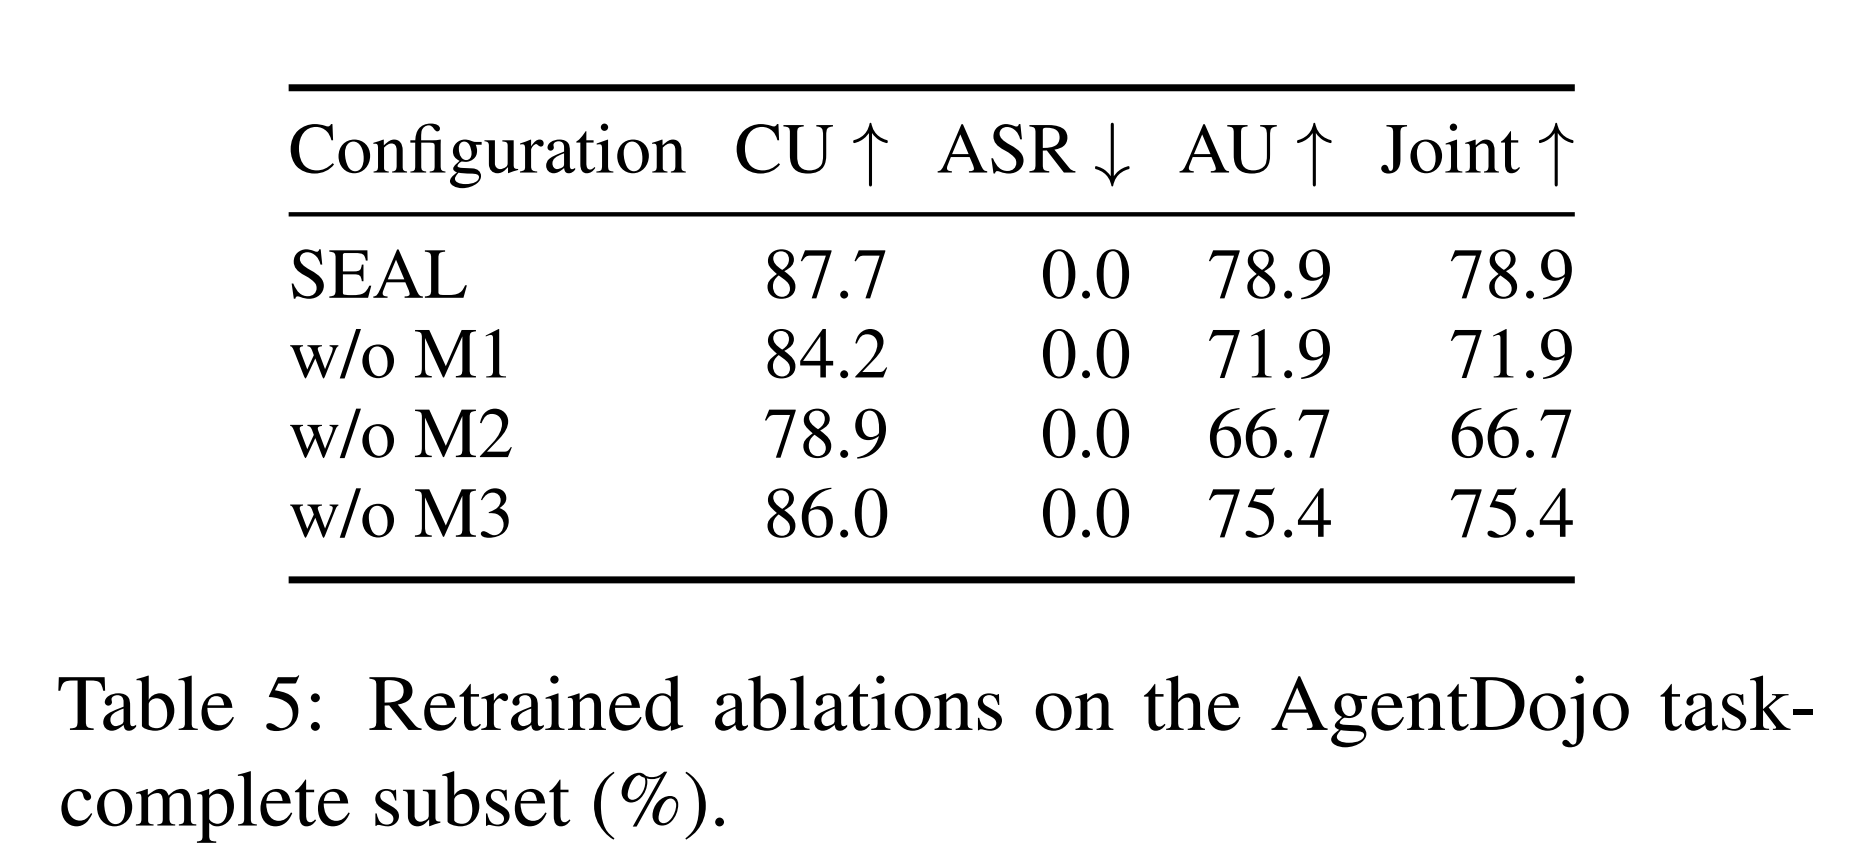 Configuration CU ↑ ASR ↓ AU ↑ Joint ↑
SEAL 87.7 0.0 78.9 78.9
w/o M1 84.2 0.0 71.9 71.9
w/o M2 78.9 0.0 66.7 66.7
w/o M3 86.0 0.0 75.4 75.4
Table 5: Retrained ablations on the AgentDojo task-
complete subset (%).